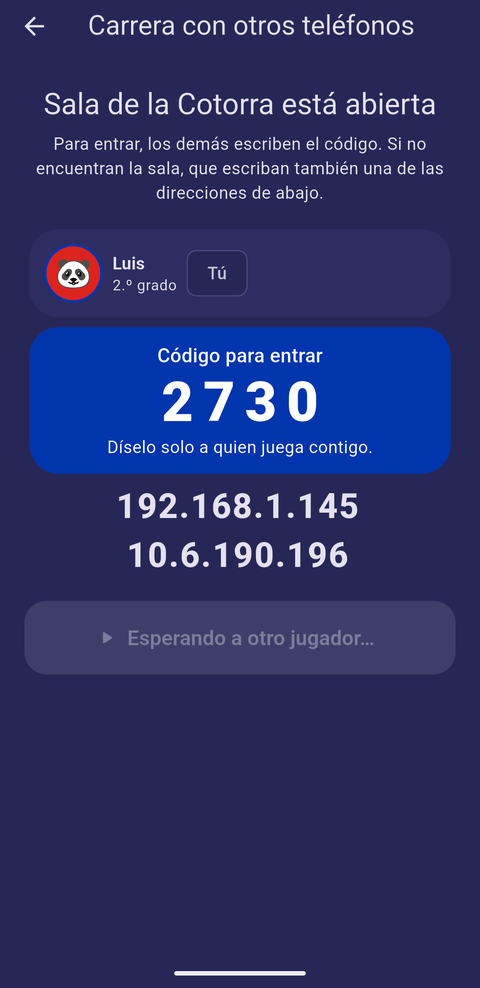 Carrera con otros teléfonos
Sala de la Cotorra está abierta
Para entrar, los demás escriben el código. Si no
encuentran la sala, que escriban también una de las
direcciones de abajo.
Luis
2.º grado
Tú
Código para entrar
2730
Díselo solo a quien juega contigo.
192.168.1.145
10.6.190.196
Esperando a otro jugador...